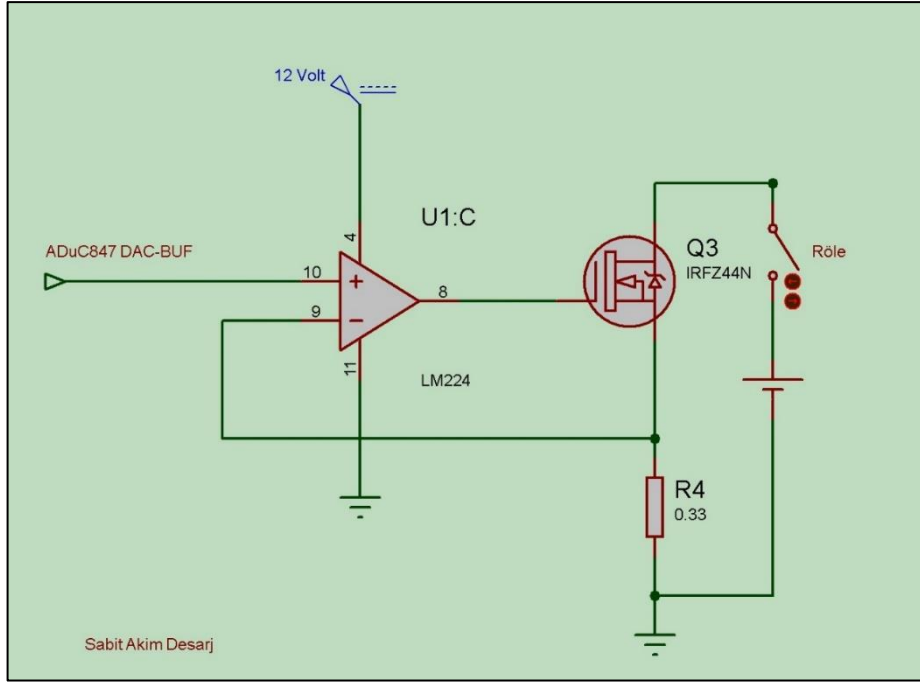 12 Volt
U1:C
4
ADuC847 DAC-BUF
10
+
8
9
−
11
LM224
Q3
IRFZ44N
Röle
R4
0.33
Sabit Akim Desarj